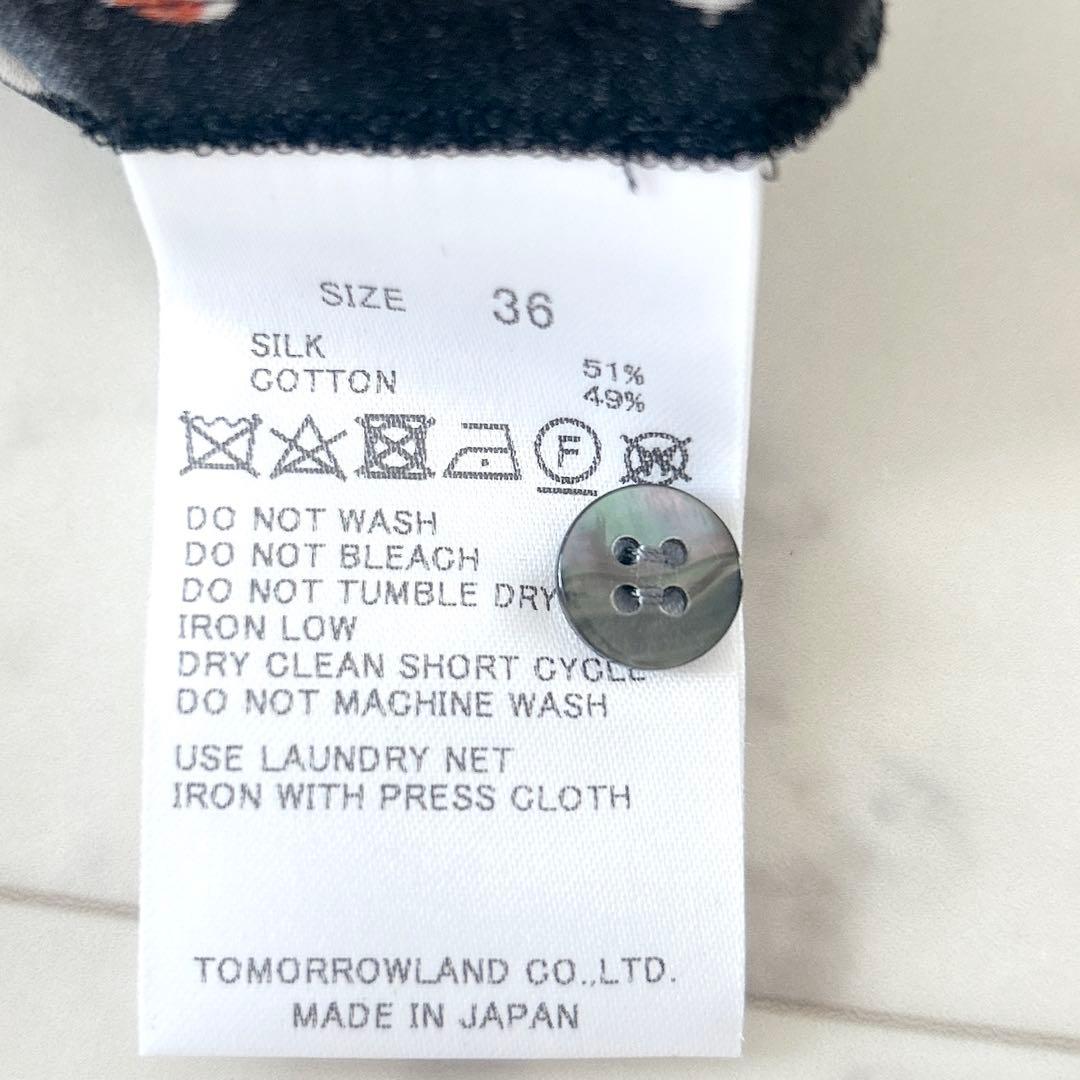 SIZE 36
SILK 51%
COTTON 49%
F W
DO NOT WASH
DO NOT BLEACH
DO NOT TUMBLE DRY
IRON LOW
DRY CLEAN SHORT CYCLE
DO NOT MACHINE WASH
USE LAUNDRY NET
IRON WITH PRESS CLOTH
TOMORROWLAND CO.,LTD.
MADE IN JAPAN